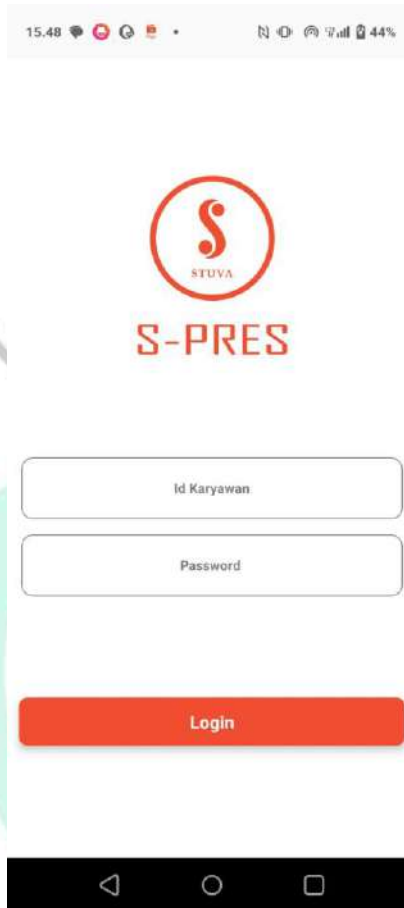 15.48 44%
STUVA
S-PRES
Id Karyawan
Password
Login